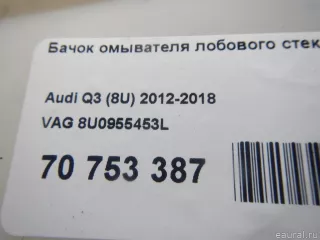 Бачок омывателя лобового стек
Audi Q3 (8U) 2012-2018
VAG 8U0955453L
70 753 387
eaural.ru